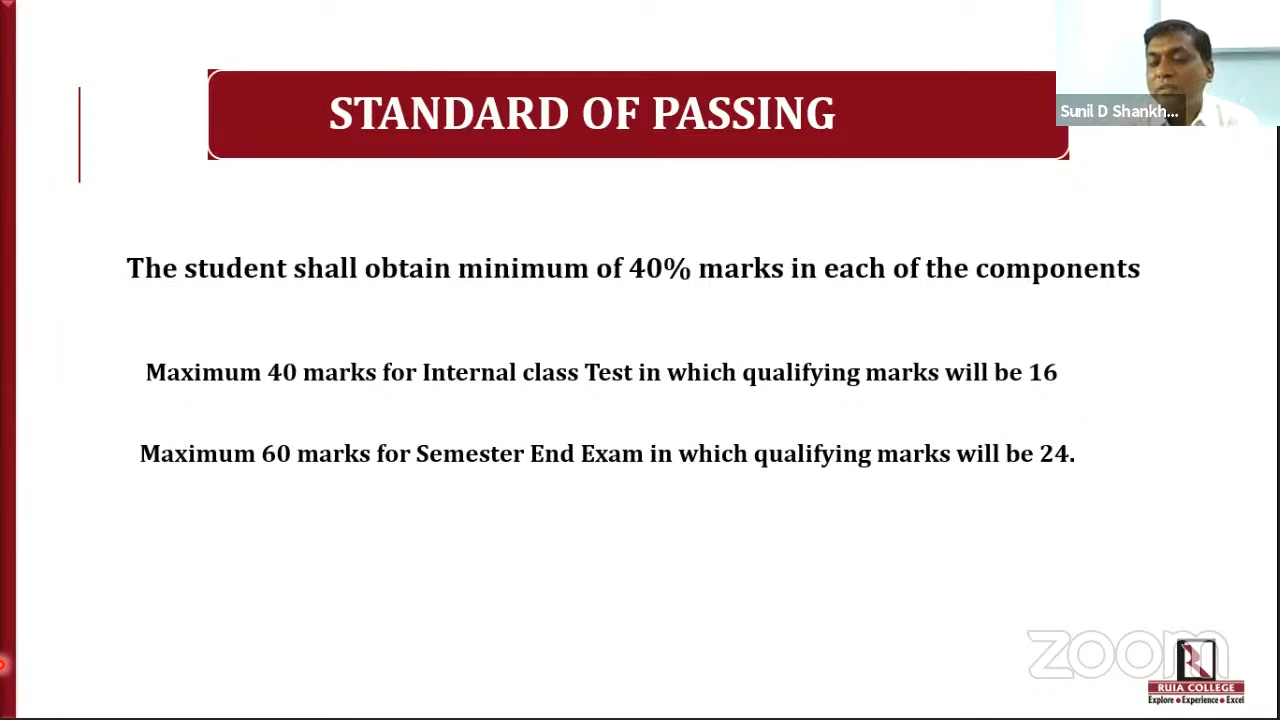 STANDARD OF PASSING
Sunil D Shankh...
The student shall obtain minimum of 40% marks in each of the components
Maximum 40 marks for Internal class Test in which qualifying marks will be 16
Maximum 60 marks for Semester End Exam in which qualifying marks will be 24.
zoom
RUIA COLLEGE
Explore ● Experience ● Excel